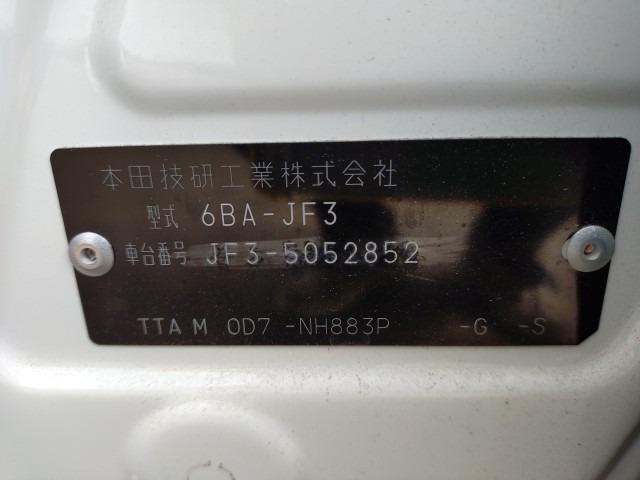 本田技研工業株式会社
型式 6BA-JF3
車台番号 JF3-5052852
TTA M 0D7 -NH883P -G -S